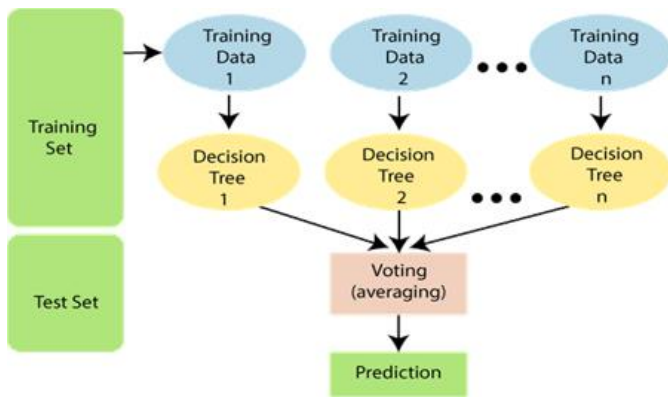 Training
Set
Test Set
Training
Data
1
Training
Data
2
Training
Data
n
Decision
Tree
1
Decision
Tree
2
Decision
Tree
n
Voting
(averaging)
Prediction